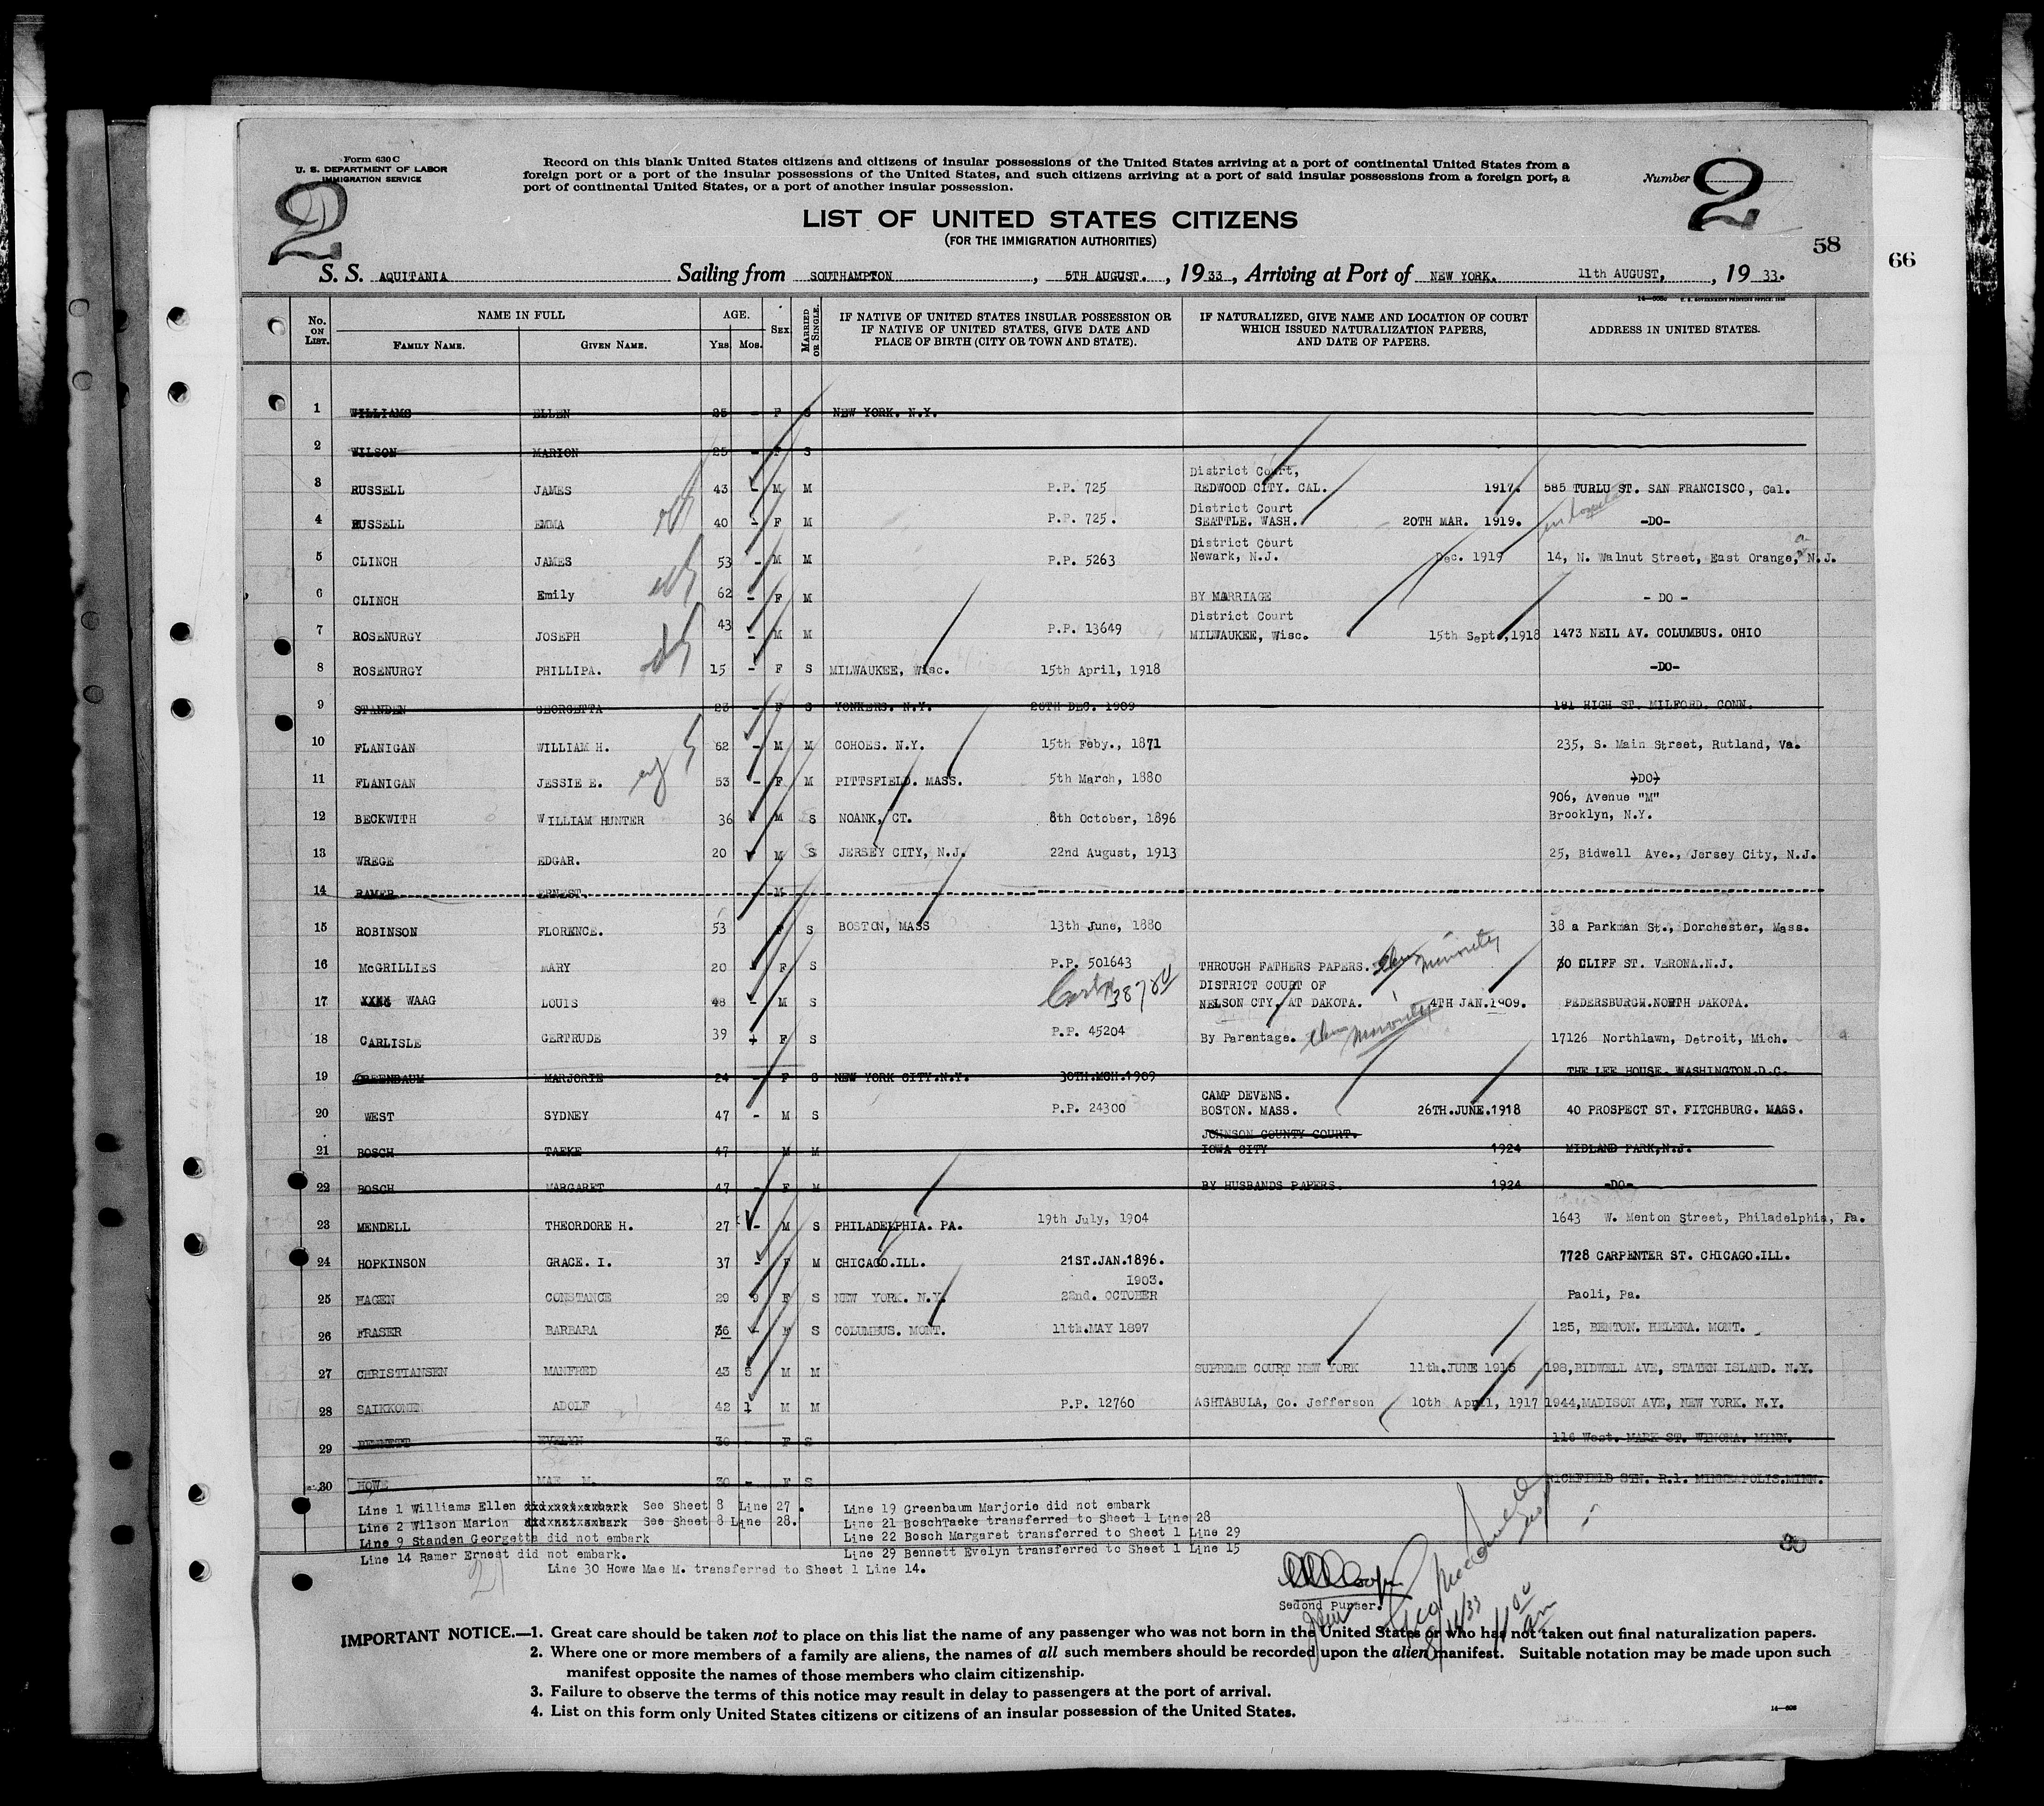 Form 630 C
U. S. DEPARTMENT OF LABOR
IMMIGRATION SERVICE
2
Record on this blank United States citizens and citizens of insular possessions of the United States arriving at a port of continental United States from a
foreign port or a port of the insular possessions of the United States, and such citizens arriving at a port of said insular possessions from a foreign port, a
port of continental United States, or a port of another insular possession.
Number 2
LIST OF UNITED STATES CITIZENS
(FOR THE IMMIGRATION AUTHORITIES)
58
66
S. S. AQUITANIA Sailing from SOUTHAMPTON , 5TH AUGUST. , 19 33 , Arriving at Port of NEW YORK. 11th AUGUST, , 19 33.
No. ON LIST. NAME IN FULL FAMILY NAME. GIVEN NAME. AGE. YRS. MOS. SEX MARRIED OR SINGLE. IF NATIVE OF UNITED STATES INSULAR POSSESSION OR IF NATIVE OF UNITED STATES, GIVE DATE AND PLACE OF BIRTH (CITY OR TOWN AND STATE). IF NATURALIZED, GIVE NAME AND LOCATION OF COURT WHICH ISSUED NATURALIZATION PAPERS, AND DATE OF PAPERS. ADDRESS IN UNITED STATES.
1 WILLIAMS ELLEN 25 - F S NEW YORK. N.Y.
2 WILSON MARION 25 - F S
District Court,
3 RUSSELL JAMES 43 - M M P.P. 725 REDWOOD CITY. CAL. 1917. 585 TURLU ST. SAN FRANCISCO, Cal.
District Court
4 RUSSELL EMMA 40 - F M P.P. 725. SEATTLE. WASH. 20TH MAR. 1919. -DO-
District Court
5 CLINCH JAMES 53 - M M P.P. 5263 Newark, N.J. Dec. 1919 14, N. Walnut Street, East Orange, N.J.
6 CLINCH Emily 62 - F M BY MARRIAGE - DO -
District Court
7 ROSENURGY JOSEPH 43 - M M P.P. 13649 MILWAUKEE, Wisc. 15th Sept.,1918 1473 NEIL AV. COLUMBUS. OHIO
8 ROSENURGY PHILLIPA. 15 - F S MILWAUKEE, Wisc. 15th April, 1918 -DO-
9 STANDEN GEORGETTA 23 - F S YONKERS. N.Y. 26TH DEC. 1909 181 HIGH ST. MILFORD. CONN.
10 FLANIGAN WILLIAM H. 62 - M M COHOES. N.Y. 15th Feby., 1871 235, S. Main Street, Rutland, Va.
11 FLANIGAN JESSIE E. 53 - F M PITTSFIELD. MASS. 5th March, 1880 )DO)
906, Avenue "M"
12 BECKWITH WILLIAM HUNTER 36 M S NOANK, CT. 8th October, 1896 Brooklyn, N.Y.
13 WREGE EDGAR. 20 M S JERSEY CITY, N.J. 22nd August, 1913 25, Bidwell Ave., Jersey City, N.J.
14 RAMER ERNEST. - M
15 ROBINSON FLORENCE. 53 F S BOSTON, MASS 13th June, 1880 38 a Parkman St., Dorchester, Mass.
16 McGRILLIES MARY 20 - F S P.P. 501643 THROUGH FATHERS PAPERS. minority 30 CLIFF ST. VERONA.N.J.
DISTRICT COURT OF
17 WAAG LOUIS 48 - M S NELSON CTY, AT DAKOTA. 4TH JAN.1909. PEDERSBURGH.NORTH DAKOTA.
18 CARLISLE GERTRUDE 39 F S P.P. 45204 By Parentage. minority 17126 Northlawn, Detroit, Mich.
19 GREENBAUM MARJORIE 24 - F S NEW YORK CITY.N.Y. 30TH.MCH.1909 THE LEE HOUSE. WASHINGTON.D.C.
CAMP DEVENS.
20 WEST SYDNEY 47 - M S P.P. 24300 BOSTON. MASS. 26TH.JUNE.1918 40 PROSPECT ST. FITCHBURG. MASS.
JOHNSON COUNTY COURT.
21 BOSCH TAEKE 47 M M IOWA CITY 1924 MIDLAND PARK,N.J.
22 BOSCH MARGARET 47 - F M BY HUSBANDS PAPERS. 1924 -DO-
23 MENDELL THEORDORE H. 27 - M S PHILADELPHIA. PA. 19th July, 1904 1643 W. Menton Street, Philadelphia, Pa.
24 HOPKINSON GRACE. I. 37 - F M CHICAGO.ILL. 21ST.JAN.1896. 7728 CARPENTER ST. CHICAGO.ILL.
1903.
25 HAGEN CONSTANCE 29 9 F S NEW YORK. N.Y. 22nd. OCTOBER Paoli, Pa.
26 FRASER BARBARA 36 - F S COLUMBUS. MONT. 11th.MAY 1897 125, BENTON. HELENA. MONT.
27 CHRISTIANSEN MANFRED 43 5 M M SUPREME COURT NEW YORK 11th.JUNE 1915 198,BIDWELL AVE, STATEN ISLAND. N.Y.
28 SAIKKONEN ADOLF 42 1 M M P.P. 12760 ASHTABULA, Co. Jefferson 10th April, 1917 1944,MADISON AVE, NEW YORK. N.Y.
29 BENNETT EVELYN 30 - F S 116 West. MARK ST. WINONA. MINN.
30 HOWE MAE M. 30 - F S RICHFIELD STN. R.1. MINNEAPOLIS.MINN.
Line 1 Williams Ellen did not embark See Sheet 8 Line 27.
Line 2 Wilson Marion did not embark See Sheet 8 Line 28.
Line 9 Standen Georgetta did not embark
Line 14 Ramer Ernest did not embark.
Line 19 Greenbaum Marjorie did not embark
Line 21 BoschTaeke transferred to Sheet 1 Line 28
Line 22 Bosch Margaret transferred to Sheet 1 Line 29
Line 29 Bennett Evelyn transferred to Sheet 1 Line 15
Line 30 Howe Mae M. transferred to Sheet 1 Line 14.
21
Second Purser.
IMPORTANT NOTICE.—1. Great care should be taken not to place on this list the name of any passenger who was not born in the United States or who has not taken out final naturalization papers.
2. Where one or more members of a family are aliens, the names of all such members should be recorded upon the alien manifest. Suitable notation may be made upon such
manifest opposite the names of those members who claim citizenship.
3. Failure to observe the terms of this notice may result in delay to passengers at the port of arrival.
4. List on this form only United States citizens or citizens of an insular possession of the United States.